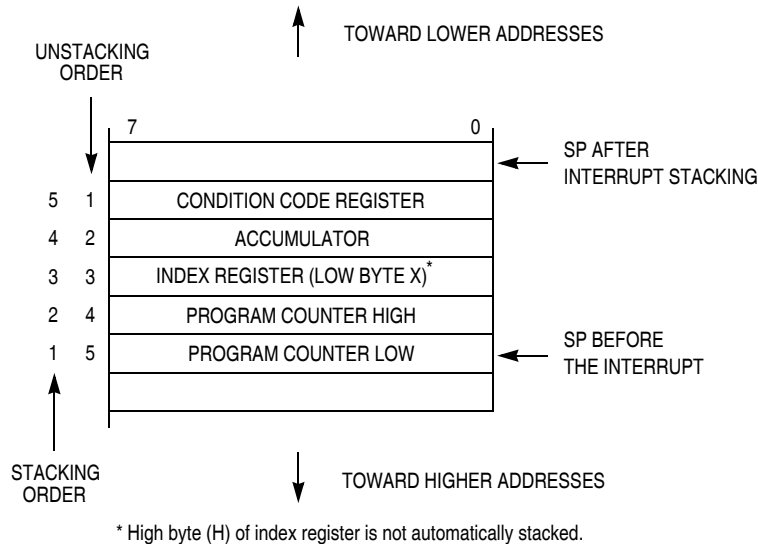 TOWARD LOWER ADDRESSES
UNSTACKING
ORDER
7 0
SP AFTER
INTERRUPT STACKING
5 1 CONDITION CODE REGISTER
4 2 ACCUMULATOR
3 3 INDEX REGISTER (LOW BYTE X)*
2 4 PROGRAM COUNTER HIGH
1 5 PROGRAM COUNTER LOW
SP BEFORE
THE INTERRUPT
STACKING
ORDER
TOWARD HIGHER ADDRESSES
* High byte (H) of index register is not automatically stacked.